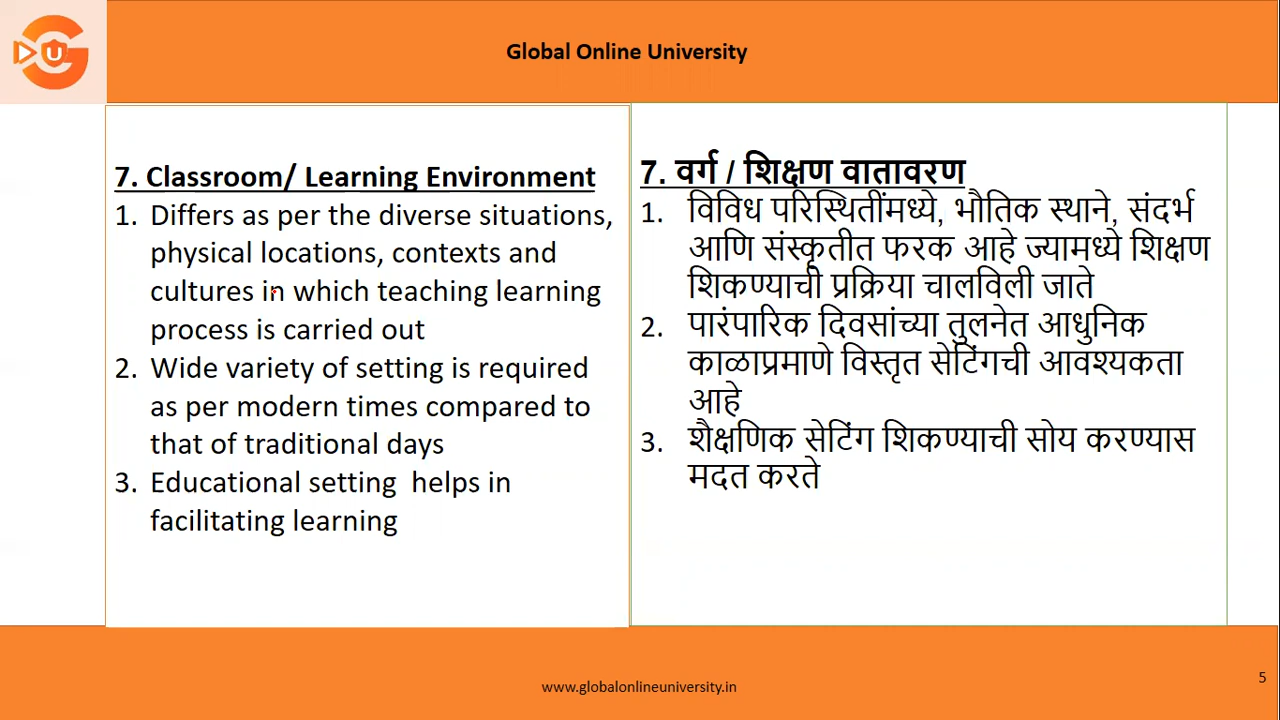 U
Global Online University
7. Classroom/ Learning Environment
1. Differs as per the diverse situations,
physical locations, contexts and
cultures in which teaching learning
process is carried out
2. Wide variety of setting is required
as per modern times compared to
that of traditional days
3. Educational setting helps in
facilitating learning
7. वर्ग / शिक्षण वातावरण
1. विविध परिस्थितींमध्ये, भौतिक स्थाने, संदर्भ
आणि संस्कृतीत फरक आहे ज्यामध्ये शिक्षण
शिकण्याची प्रक्रिया चालविली जाते
2. पारंपारिक दिवसांच्या तुलनेत आधुनिक
काळाप्रमाणे विस्तृत सेटिंगची आवश्यकता
आहे
3. शैक्षणिक सेटिंग शिकण्याची सोय करण्यास
मदत करते
www.globalonlineuniversity.in
5